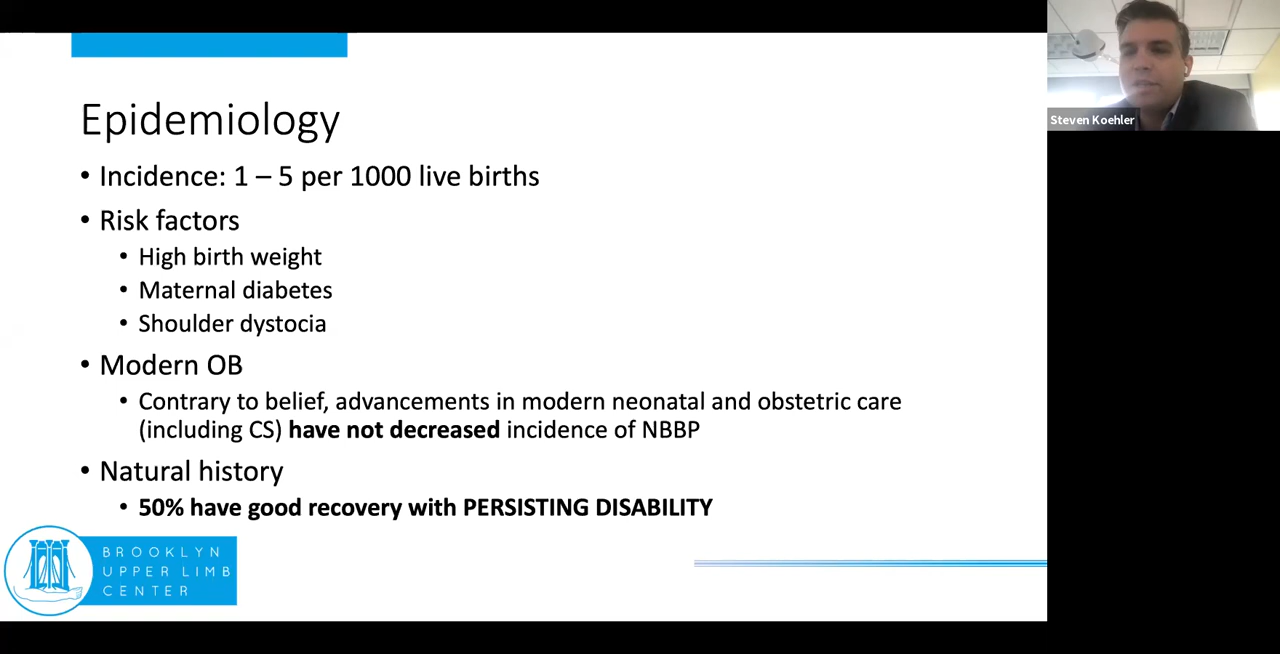 Epidemiology
• Incidence: 1 – 5 per 1000 live births
• Risk factors
• High birth weight
• Maternal diabetes
• Shoulder dystocia
• Modern OB
• Contrary to belief, advancements in modern neonatal and obstetric care
(including CS) have not decreased incidence of NBBP
• Natural history
• 50% have good recovery with PERSISTING DISABILITY
BROOKLYN
UPPER LIMB
CENTER
Steven Koehler